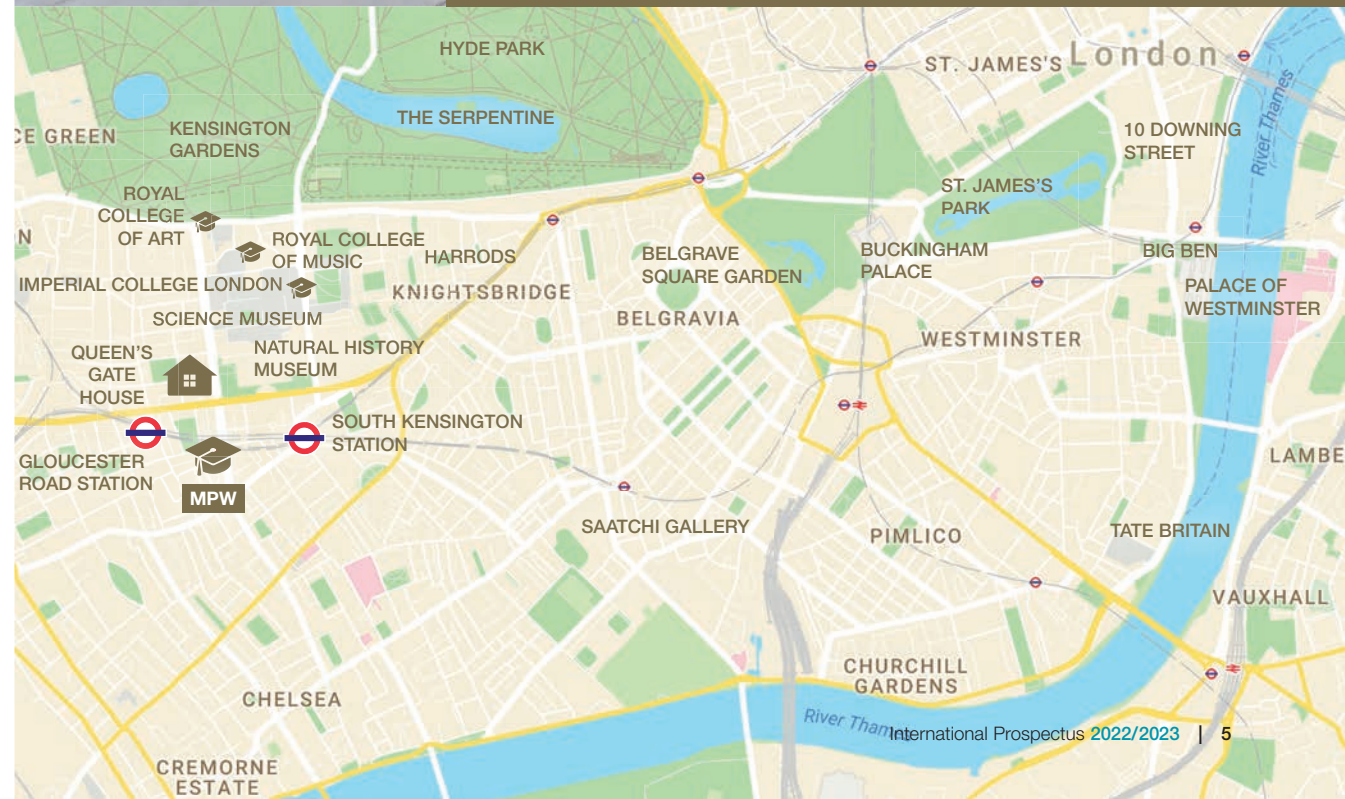 HYDE PARK
ST. JAMES'S
London
THE SERPENTINE
KENSINGTON
GARDENS
CE GREEN
10 DOWNING
STREET
River Thames
ROYAL
COLLEGE
OF ART
ST. JAMES'S
PARK
N
ROYAL COLLEGE
OF MUSIC
HARRODS
BELGRAVE
SQUARE GARDEN
BUCKINGHAM
PALACE
BIG BEN
IMPERIAL COLLEGE LONDON
KNIGHTSBRIDGE
PALACE OF
WESTMINSTER
SCIENCE MUSEUM
BELGRAVIA
WESTMINSTER
QUEEN'S
GATE
HOUSE
NATURAL HISTORY
MUSEUM
SOUTH KENSINGTON
STATION
GLOUCESTER
ROAD STATION
MPW
LAMBE
SAATCHI GALLERY
PIMLICO
TATE BRITAIN
VAUXHALL
CHURCHILL
GARDENS
CHELSEA
River Thames
International Prospectus 2022/2023 | 5
CREMORNE
ESTATE